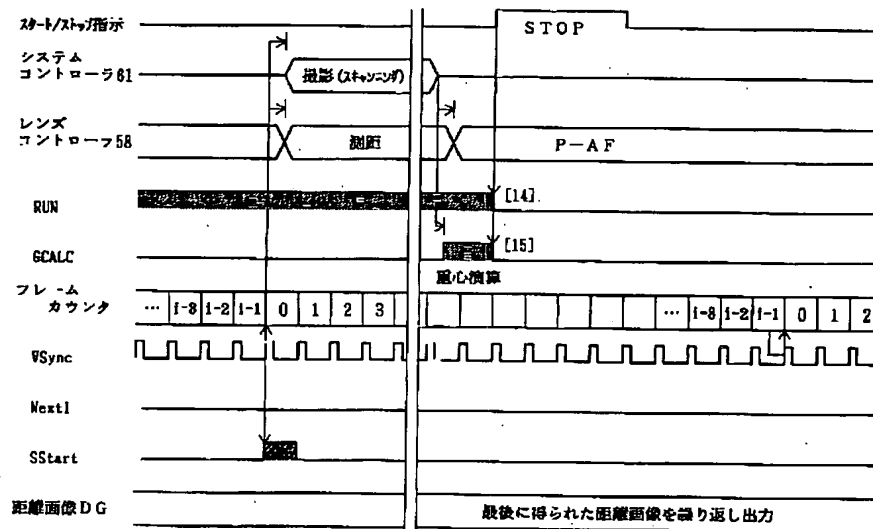 スタート/ストップ指示
STOP
システム
コントローラ61
撮影(スキャンニング)
レンズ
コントローラ58
測距
P-AF
RUN
[14]
GCALC
[15]
重心演算
フレーム
カウンタ
… i-3 i-2 i-1 0 1 2 3
… i-3 i-2 i-1 0 1 2
VSync
NextI
SStart
距離画像DG
最後に得られた距離画像を繰り返し出力